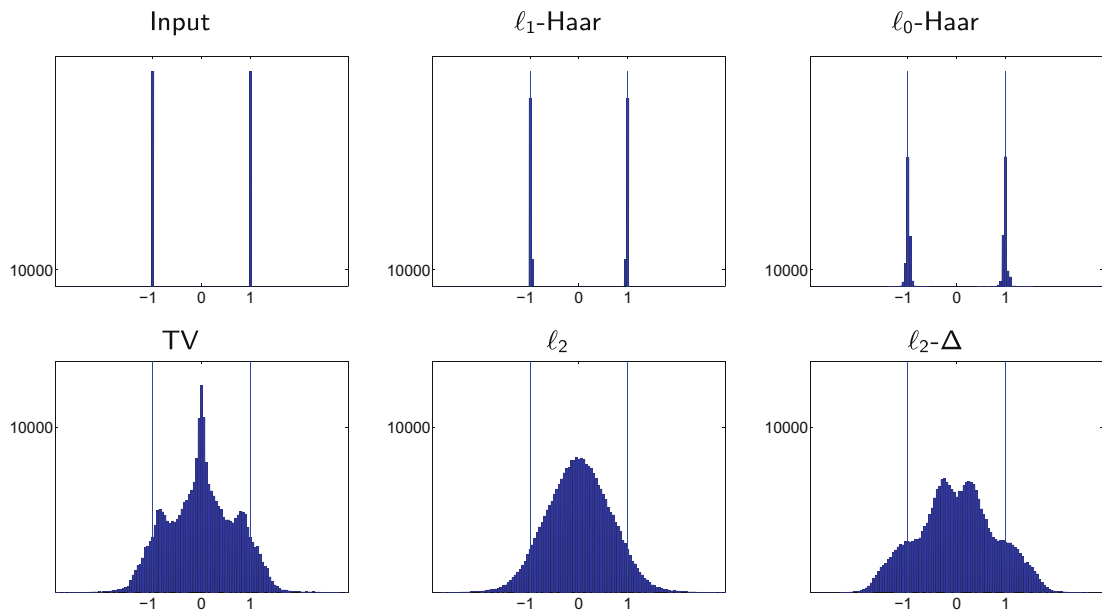 Input
ℓ₁-Haar
ℓ₀-Haar
10000
−1 0 1
10000
−1 0 1
10000
−1 0 1
TV
ℓ₂
ℓ₂-Δ
10000
−1 0 1
10000
−1 0 1
10000
−1 0 1